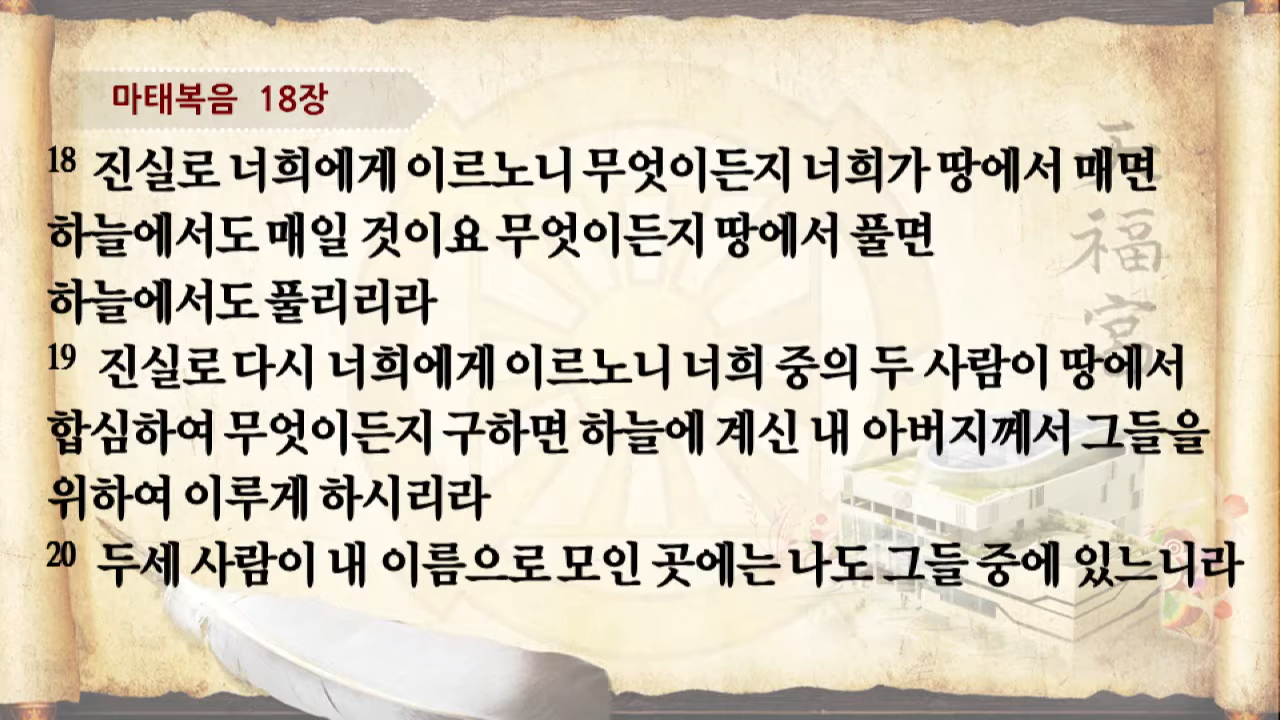 마태복음 18장
18 진실로 너희에게 이르노니 무엇이든지 너희가 땅에서 매면
하늘에서도 매일 것이요 무엇이든지 땅에서 풀면
하늘에서도 풀리리라
19 진실로 다시 너희에게 이르노니 너희 중의 두 사람이 땅에서
합심하여 무엇이든지 구하면 하늘에 계신 내 아버지께서 그들을
위하여 이루게 하시리라
20 두세 사람이 내 이름으로 모인 곳에는 나도 그들 중에 있느니라
福
宮